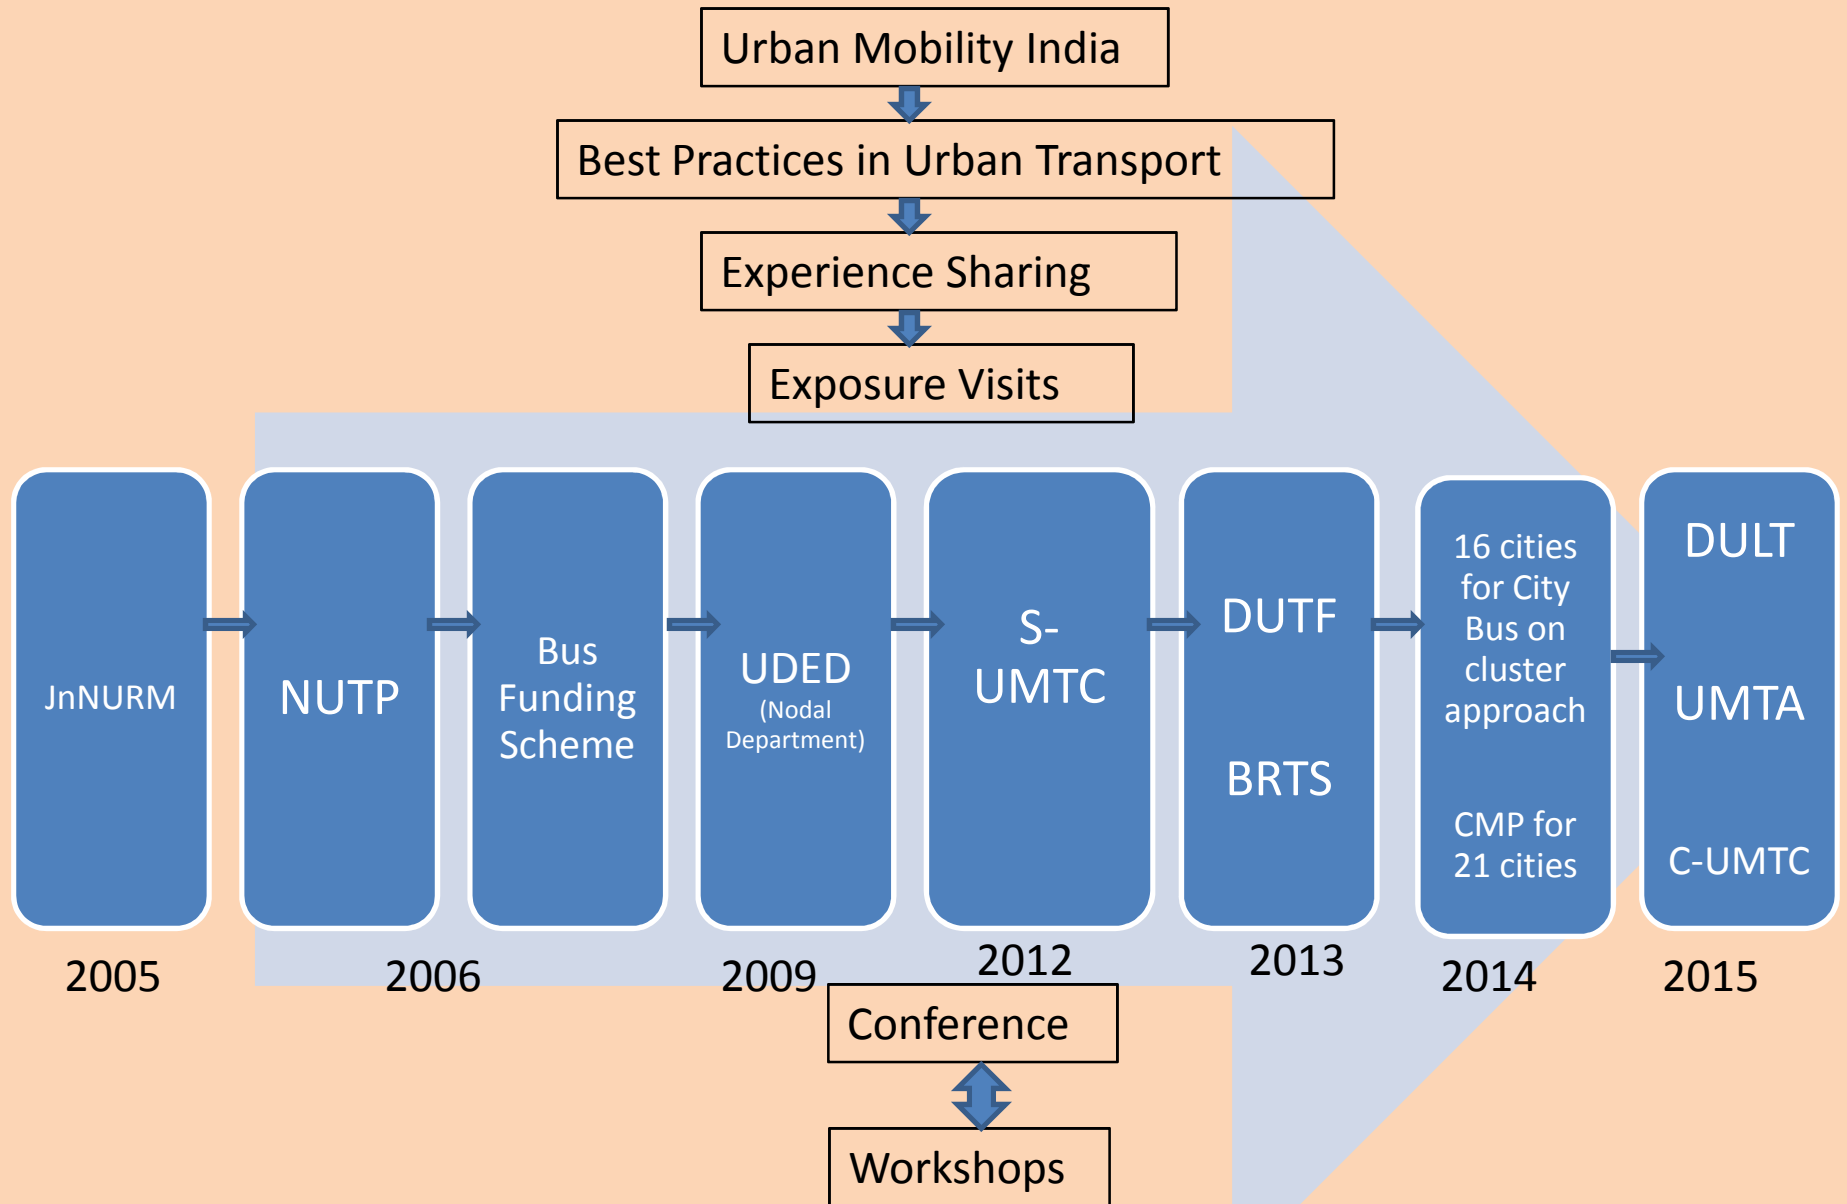 Urban Mobility India
Best Practices in Urban Transport
Experience Sharing
Exposure Visits
JnNURM
NUTP
Bus
Funding
Scheme
UDED
(Nodal
Department)
S-
UMTC
DUTF
BRTS
16 cities
for City
Bus on
cluster
approach
CMP for
21 cities
DULT
UMTA
C-UMTC
2005
2006
2009
2012
2013
2014
2015
Conference
Workshops